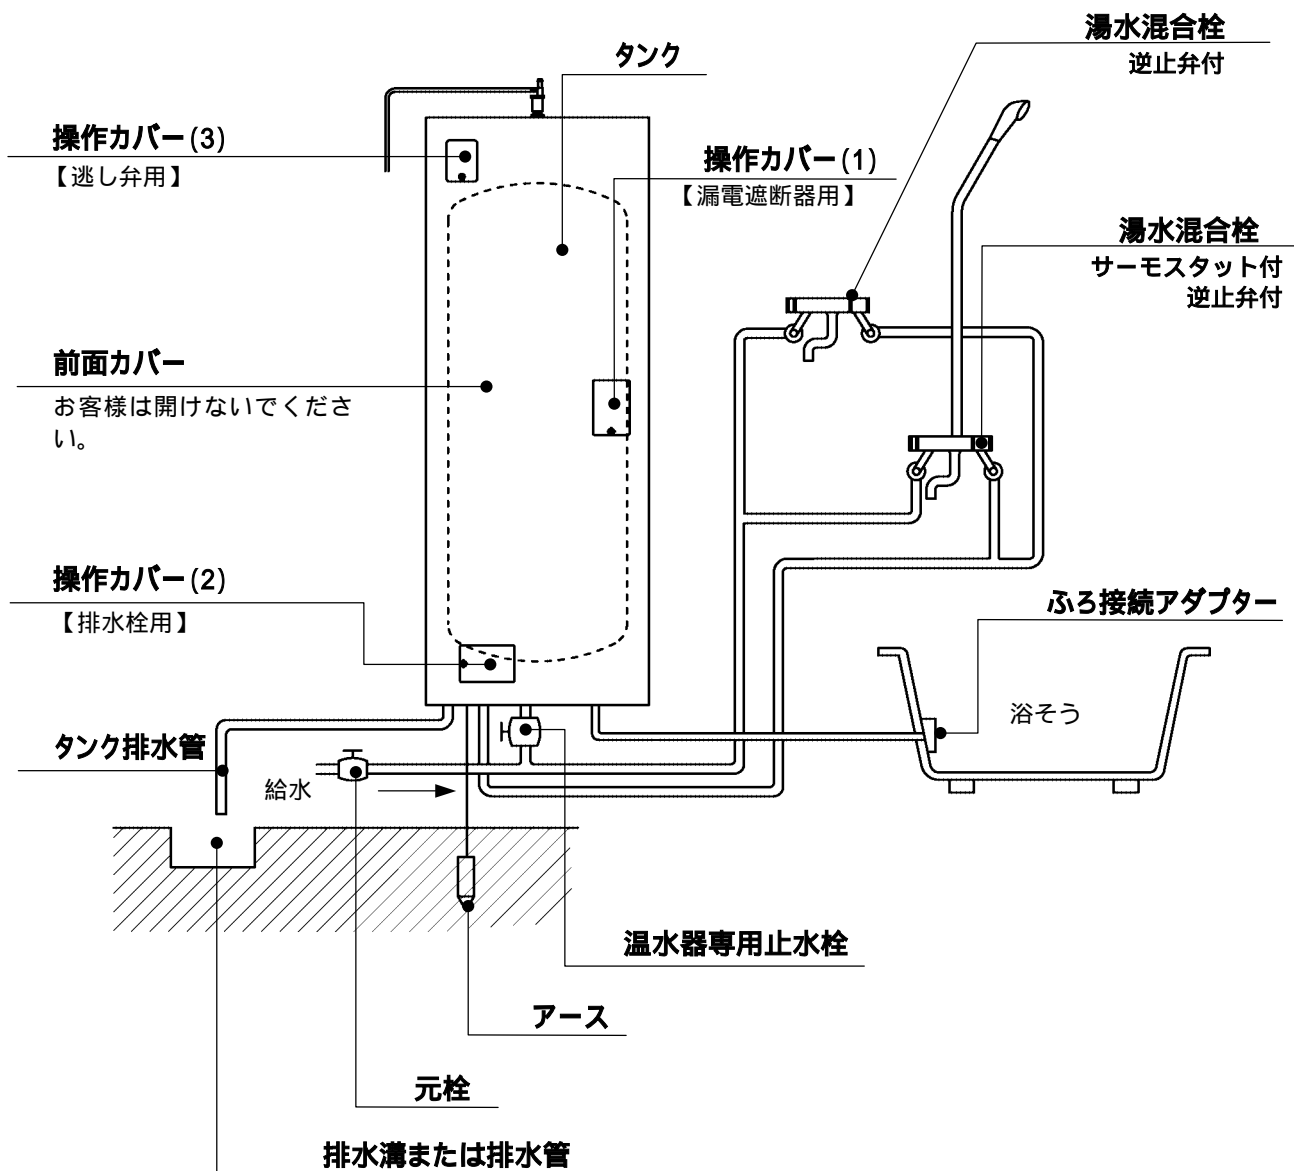 湯水混合栓
逆止弁付
タンク
操作カバー(3)
【逃し弁用】
操作カバー(1)
【漏電遮断器用】
湯水混合栓
サーモスタット付
逆止弁付
前面カバー
お客様は開けないでくださ
い。
操作カバー(2)
【排水栓用】
ふろ接続アダプター
浴そう
タンク排水管
給水
温水器専用止水栓
アース
元栓
排水溝または排水管